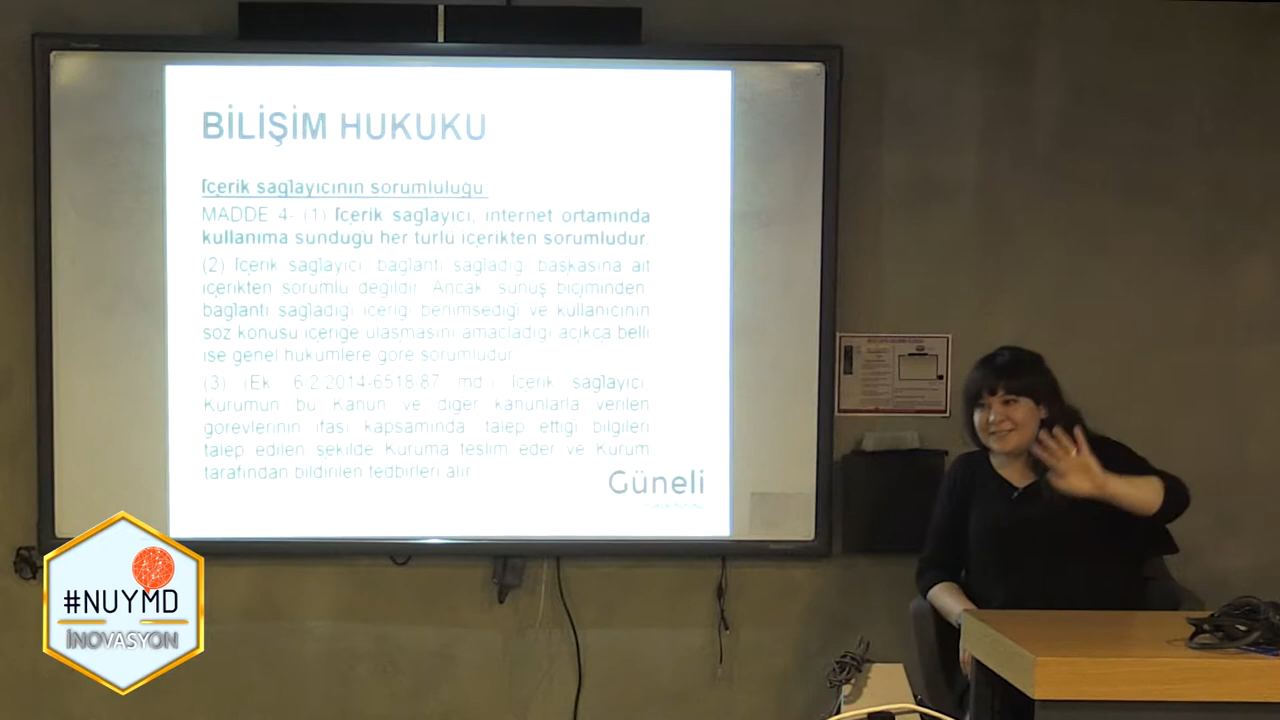 BİLİŞİM HUKUKU
İçerik sağlayıcının sorumluluğu
MADDE 4- (1) İçerik sağlayıcı, internet ortamında
kullanıma sunduğu her türlü içerikten sorumludur.
(2) İçerik sağlayıcı, bağlantı sağladığı başkasına ait
içerikten sorumlu değildir. Ancak, sunuş biçiminden,
bağlantı sağladığı içeriği benimsediği ve kullanıcının
söz konusu içeriğe ulaşmasını amaçladığı açıkça belli
ise genel hükümlere göre sorumludur.
(3) (Ek: 6/2/2014-6518/87 md.) İçerik sağlayıcı,
Kurumun bu Kanun ve diğer kanunlarla verilen
görevlerinin ifası kapsamında; talep ettiği bilgileri
talep edilen şekilde Kuruma teslim eder ve Kurum
tarafından bildirilen tedbirleri alır.
Güneli
#NUYMD
İNOVASYON